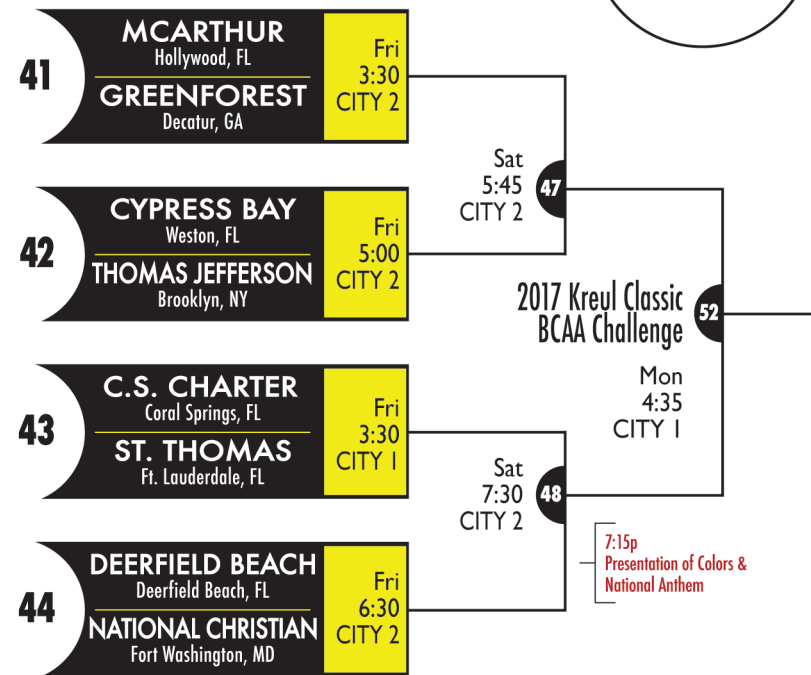 41
MCARTHUR
Hollywood, FL
GREENFOREST
Decatur, GA
Fri
3:30
CITY 2
42
CYPRESS BAY
Weston, FL
THOMAS JEFFERSON
Brooklyn, NY
Fri
5:00
CITY 2
43
C.S. CHARTER
Coral Springs, FL
ST. THOMAS
Ft. Lauderdale, FL
Fri
3:30
CITY 1
44
DEERFIELD BEACH
Deerfield Beach, FL
NATIONAL CHRISTIAN
Fort Washington, MD
Fri
6:30
CITY 2
Sat
5:45
CITY 2
47
Sat
7:30
CITY 2
48
7:15p
Presentation of Colors &
National Anthem
2017 Kreul Classic
BCAA Challenge
52
Mon
4:35
CITY 1